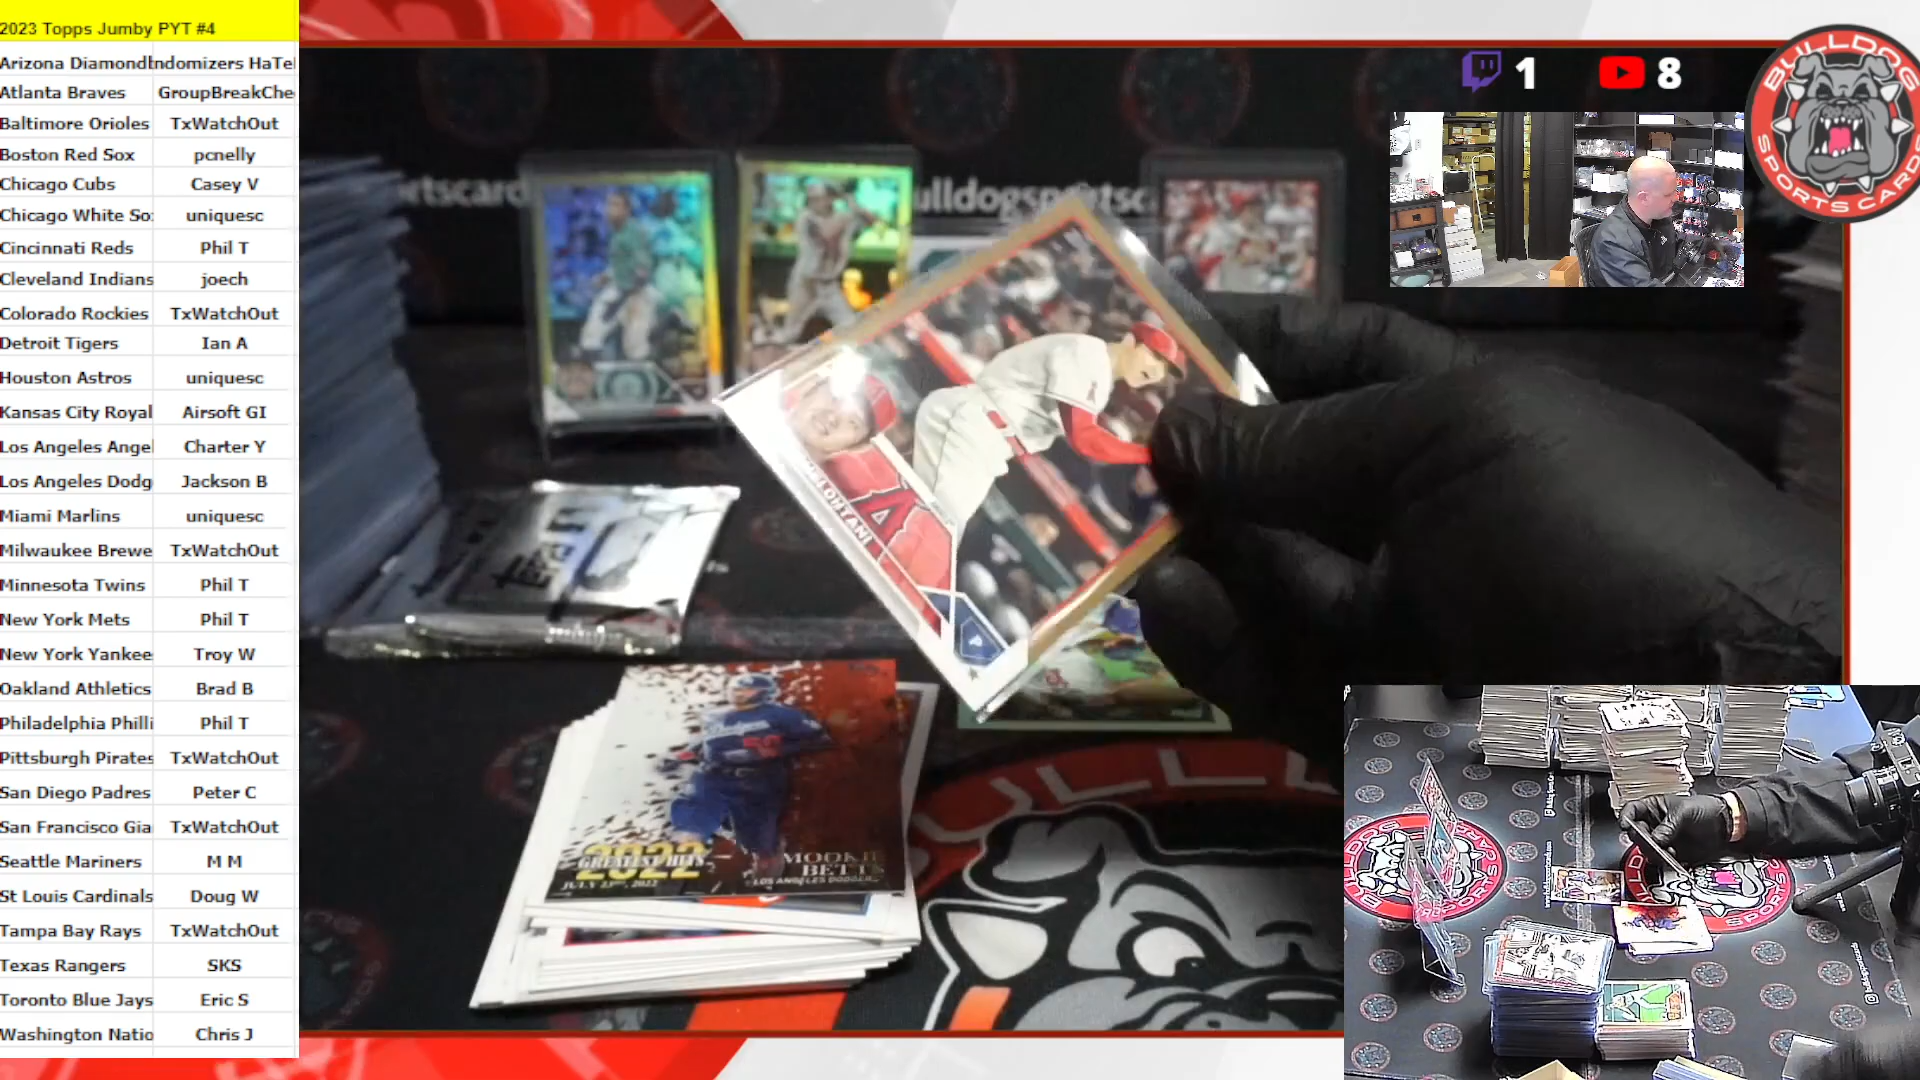 2023 Topps Jumby PYT #4
Arizona Diamondb ndomizers HaTe
Atlanta Braves GroupBreakChe
Baltimore Orioles TxWatchOut
Boston Red Sox pcnelly
Chicago Cubs Casey V
Chicago White So uniquesc
Cincinnati Reds Phil T
Cleveland Indians joech
Colorado Rockies TxWatchOut
Detroit Tigers Ian A
Houston Astros uniquesc
Kansas City Royal Airsoft GI
Los Angeles Angel Charter Y
Los Angeles Dodg Jackson B
Miami Marlins uniquesc
Milwaukee Brewe TxWatchOut
Minnesota Twins Phil T
New York Mets Phil T
New York Yankee Troy W
Oakland Athletics Brad B
Philadelphia Philli Phil T
Pittsburgh Pirates TxWatchOut
San Diego Padres Peter C
San Francisco Gia TxWatchOut
Seattle Mariners M M
St Louis Cardinals Doug W
Tampa Bay Rays TxWatchOut
Texas Rangers SKS
Toronto Blue Jays Eric S
Washington Natio Chris J
1 8
BULLDOG
SPORTS CARDS
rtscard
ulldogsportsc
OHTANI
2022
GREATEST HITS
MOOKIE
BETTS
LOS ANGELES DODGERS
BULL